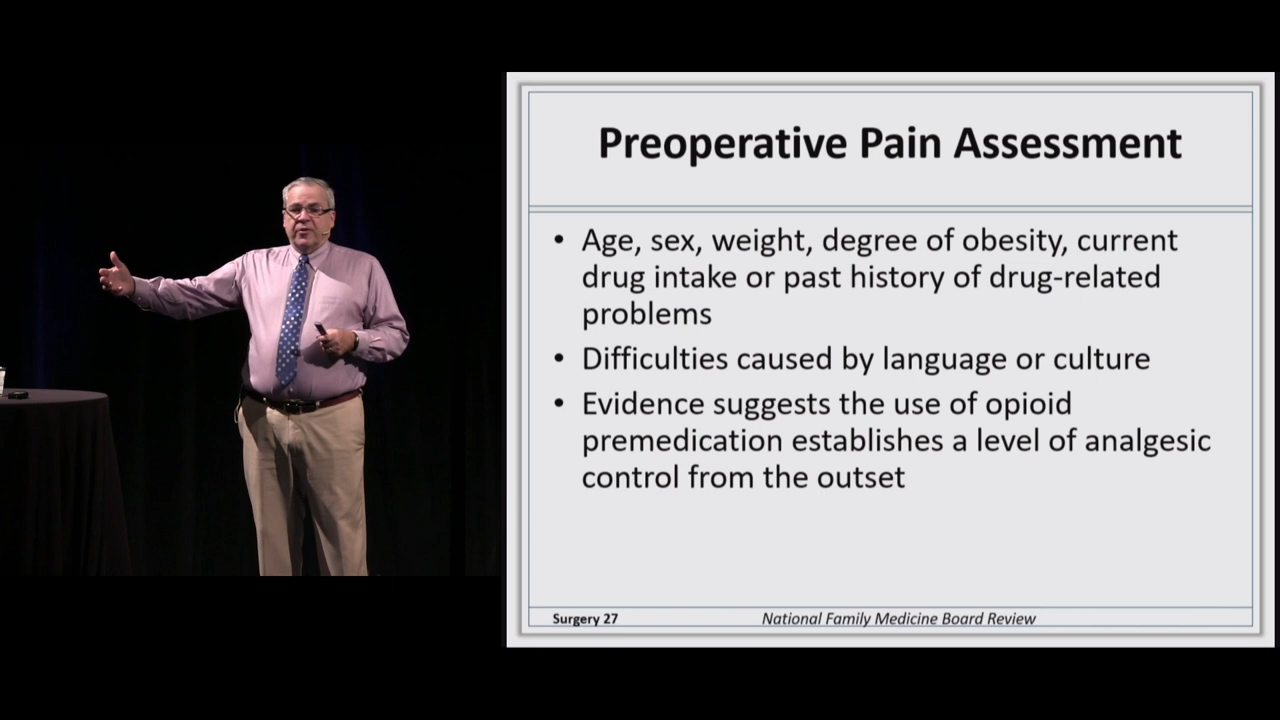 Preoperative Pain Assessment
• Age, sex, weight, degree of obesity, current
drug intake or past history of drug-related
problems
• Difficulties caused by language or culture
• Evidence suggests the use of opioid
premedication establishes a level of analgesic
control from the outset
Surgery 27
National Family Medicine Board Review